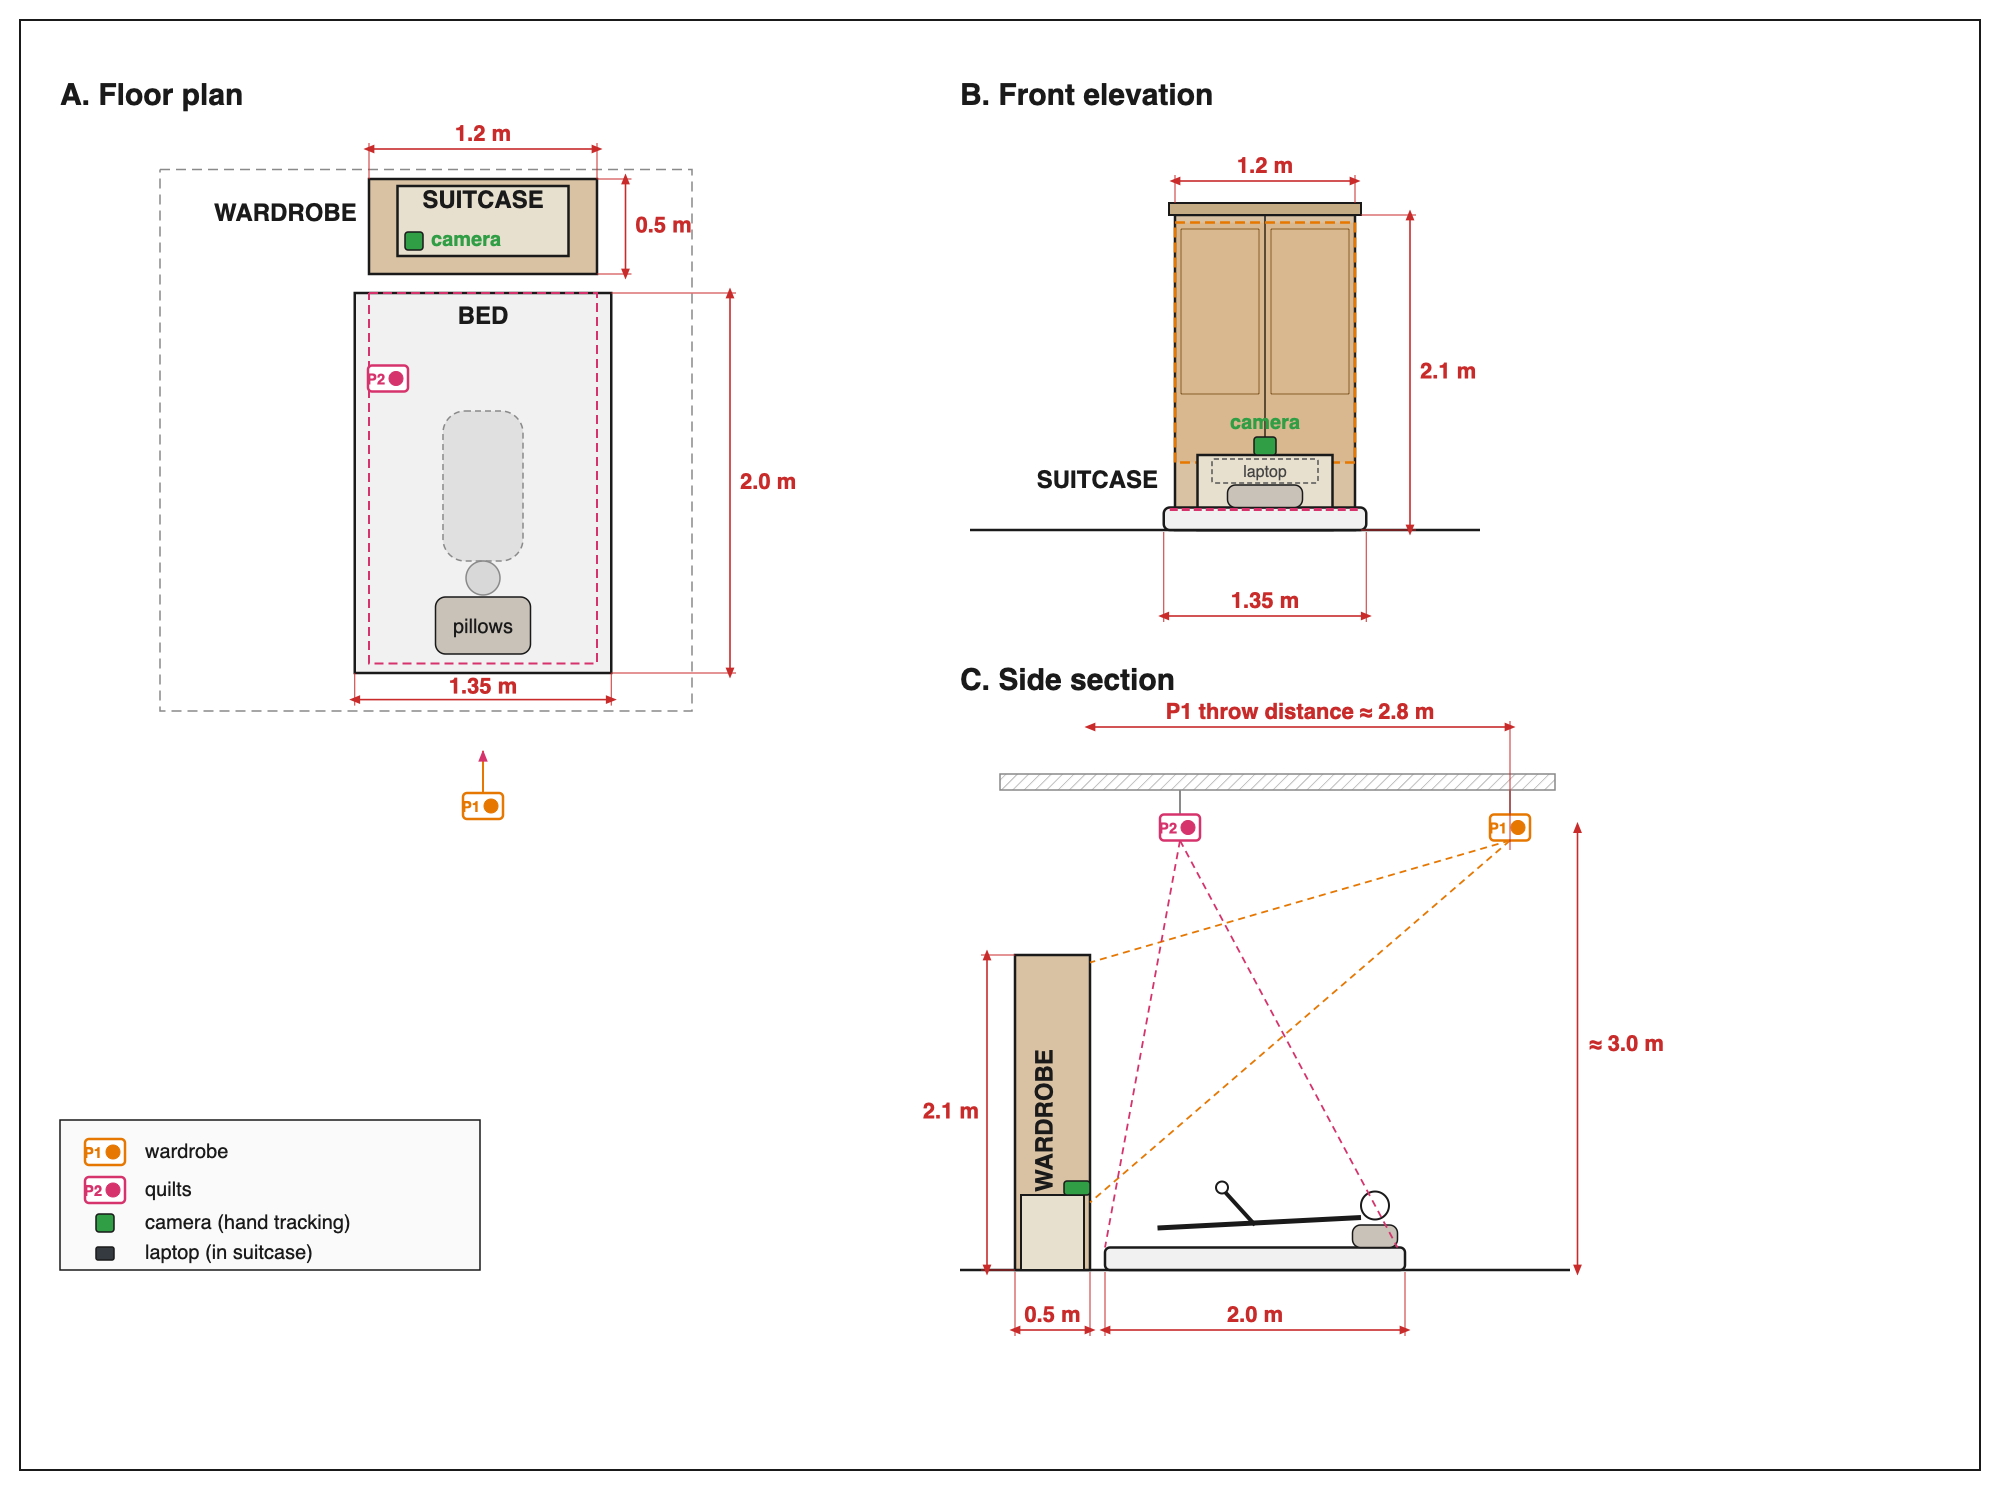 A. Floor plan
1.2 m
SUITCASE
WARDROBE
0.5 m
camera
BED
P2
2.0 m
pillows
1.35 m
P1
B. Front elevation
1.2 m
2.1 m
camera
laptop
SUITCASE
1.35 m
C. Side section
P1 throw distance ≈ 2.8 m
P2
P1
≈ 3.0 m
WARDROBE
2.1 m
0.5 m
2.0 m
P1 wardrobe
P2 quilts
camera (hand tracking)
laptop (in suitcase)